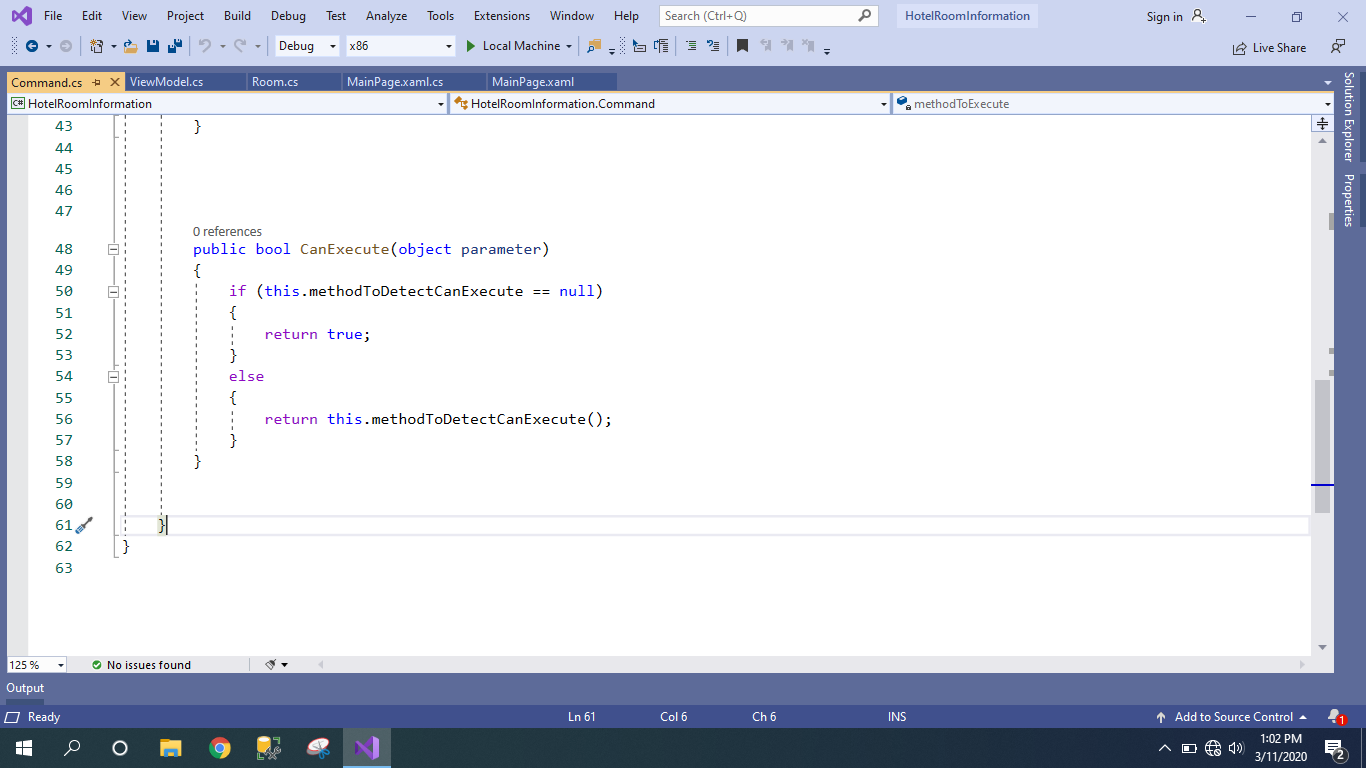 File Edit View Project Build Debug Test Analyze Tools Extensions Window Help Search (Ctrl+Q) HotelRoomInformation Sign in
Debug x86 Local Machine Live Share
Command.cs ViewModel.cs Room.cs MainPage.xaml.cs MainPage.xaml
C# HotelRoomInformation HotelRoomInformation.Command methodToExecute
Solution Explorer
Properties
43 }
44
45
46
47
0 references
48 public bool CanExecute(object parameter)
49 {
50 if (this.methodToDetectCanExecute == null)
51 {
52 return true;
53 }
54 else
55 {
56 return this.methodToDetectCanExecute();
57 }
58 }
59
60
61 }
62 }
63
125 % No issues found
Output
Ready Ln 61 Col 6 Ch 6 INS Add to Source Control 1
1:02 PM
3/11/2020
2